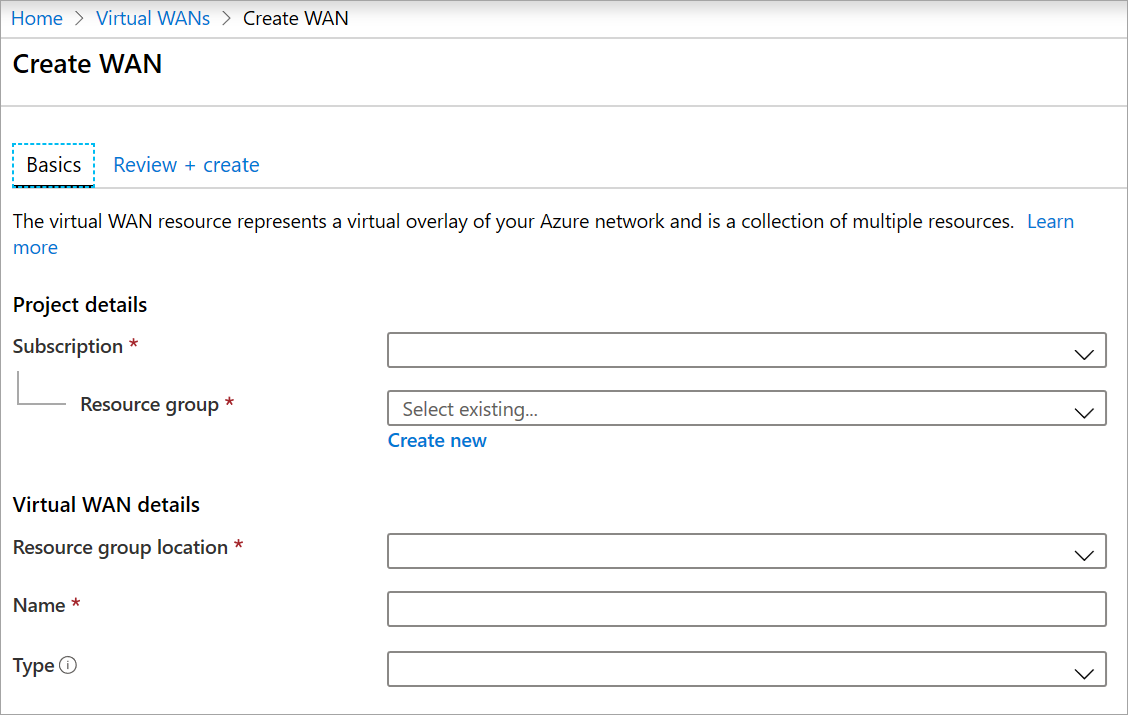 Home > Virtual WANs > Create WAN
Create WAN
Basics Review + create
The virtual WAN resource represents a virtual overlay of your Azure network and is a collection of multiple resources. Learn
more
Project details
Subscription *
Resource group * Select existing...
Create new
Virtual WAN details
Resource group location *
Name *
Type